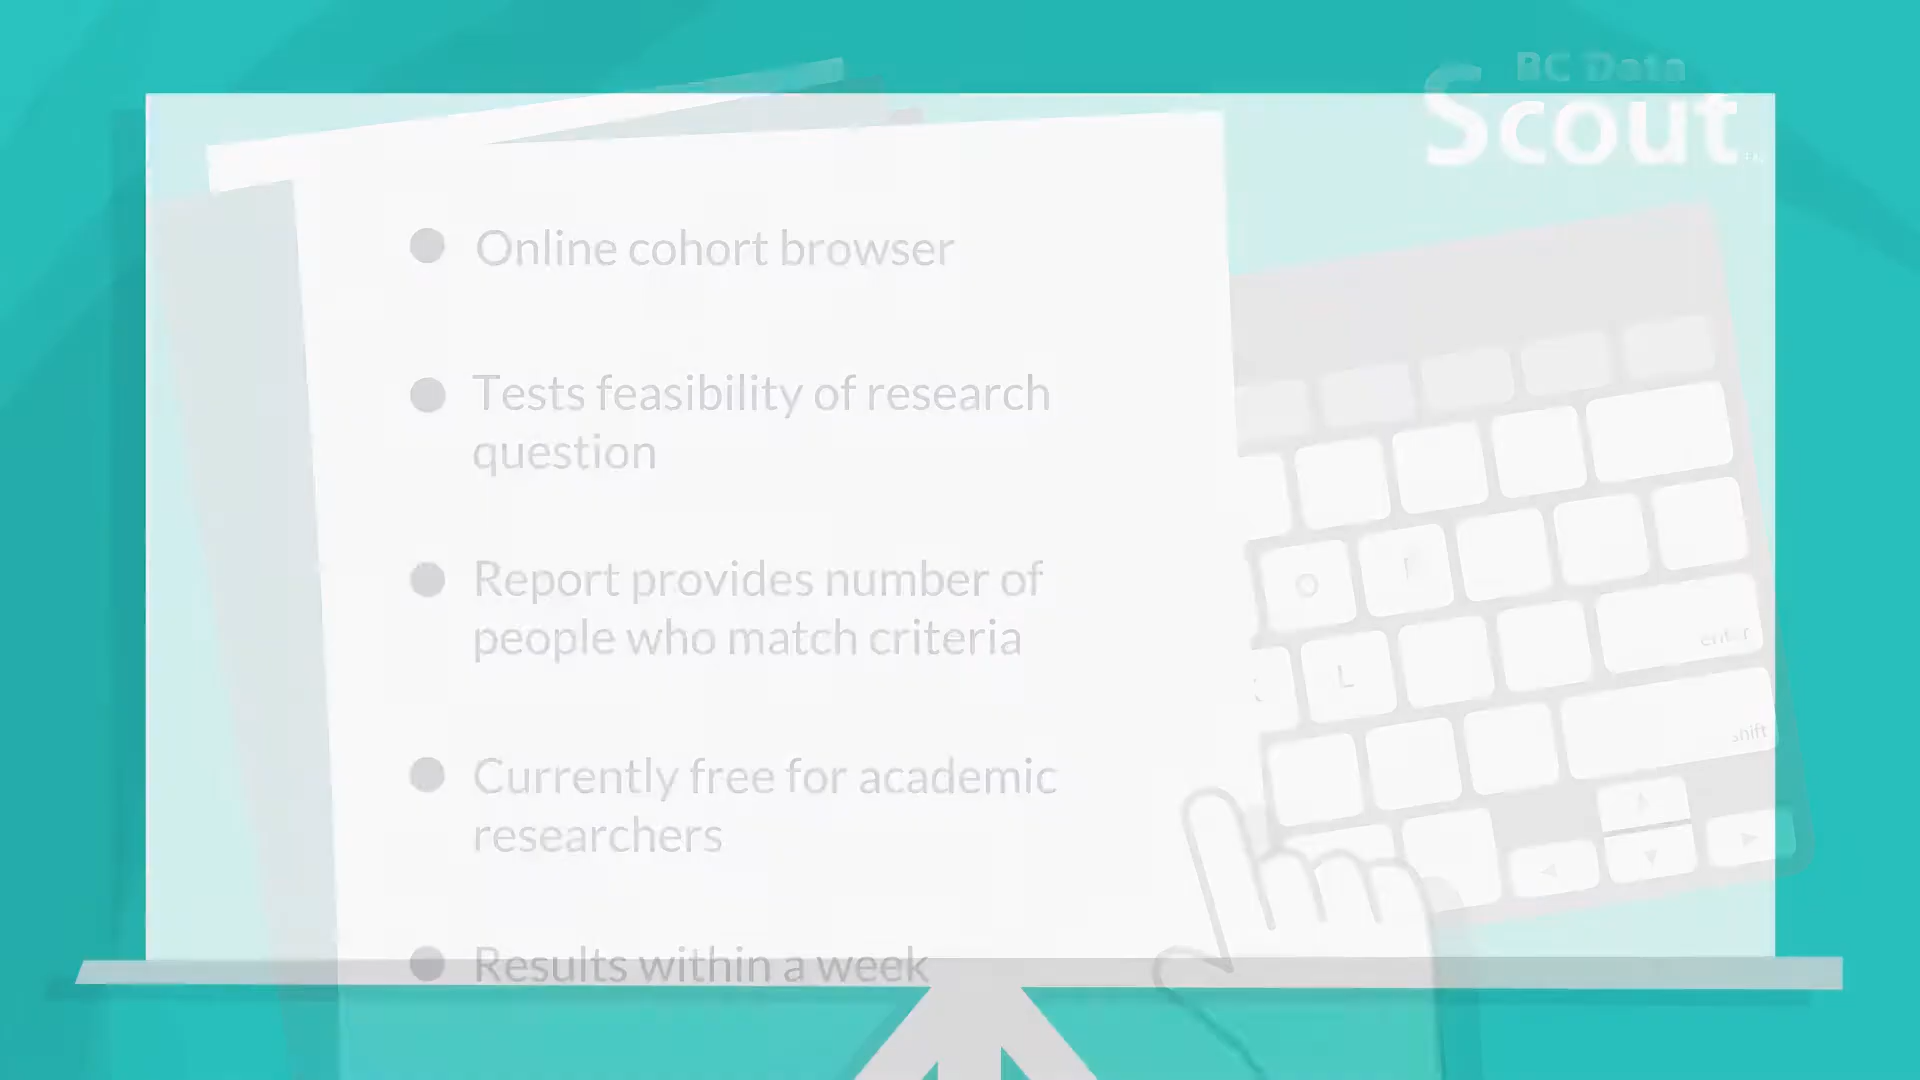 BC Data
Scout
Online cohort browser
Tests feasibility of research
question
Report provides number of
people who match criteria
Currently free for academic
researchers
Results within a week
O
L
enter
shift